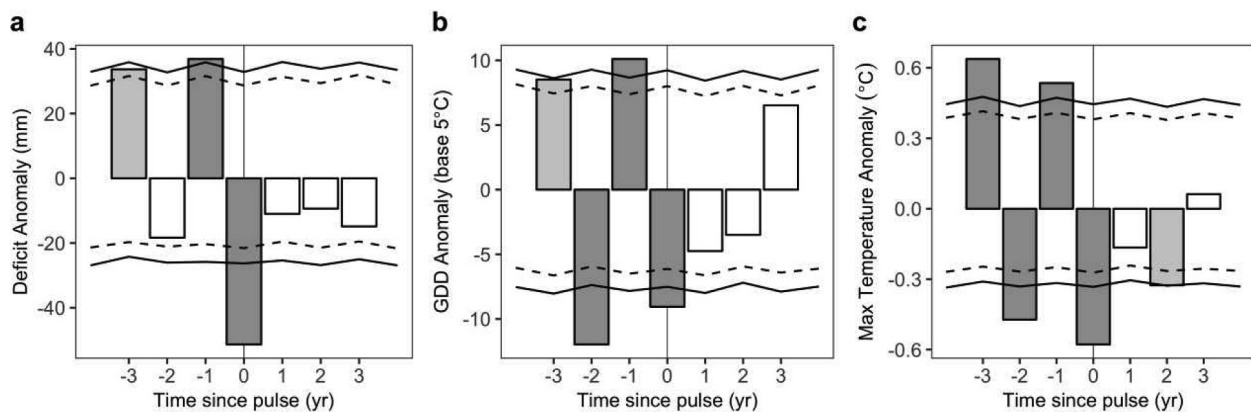 a
Deficit Anomaly (mm)
40
20
0
-20
-40
-3 -2 -1 0 1 2 3
Time since pulse (yr)
b
GDD Anomaly (base 5°C)
10
5
0
-5
-10
-3 -2 -1 0 1 2 3
Time since pulse (yr)
c
Max Temperature Anomaly (°C)
0.6
0.3
0.0
-0.3
-0.6
-3 -2 -1 0 1 2 3
Time since pulse (yr)